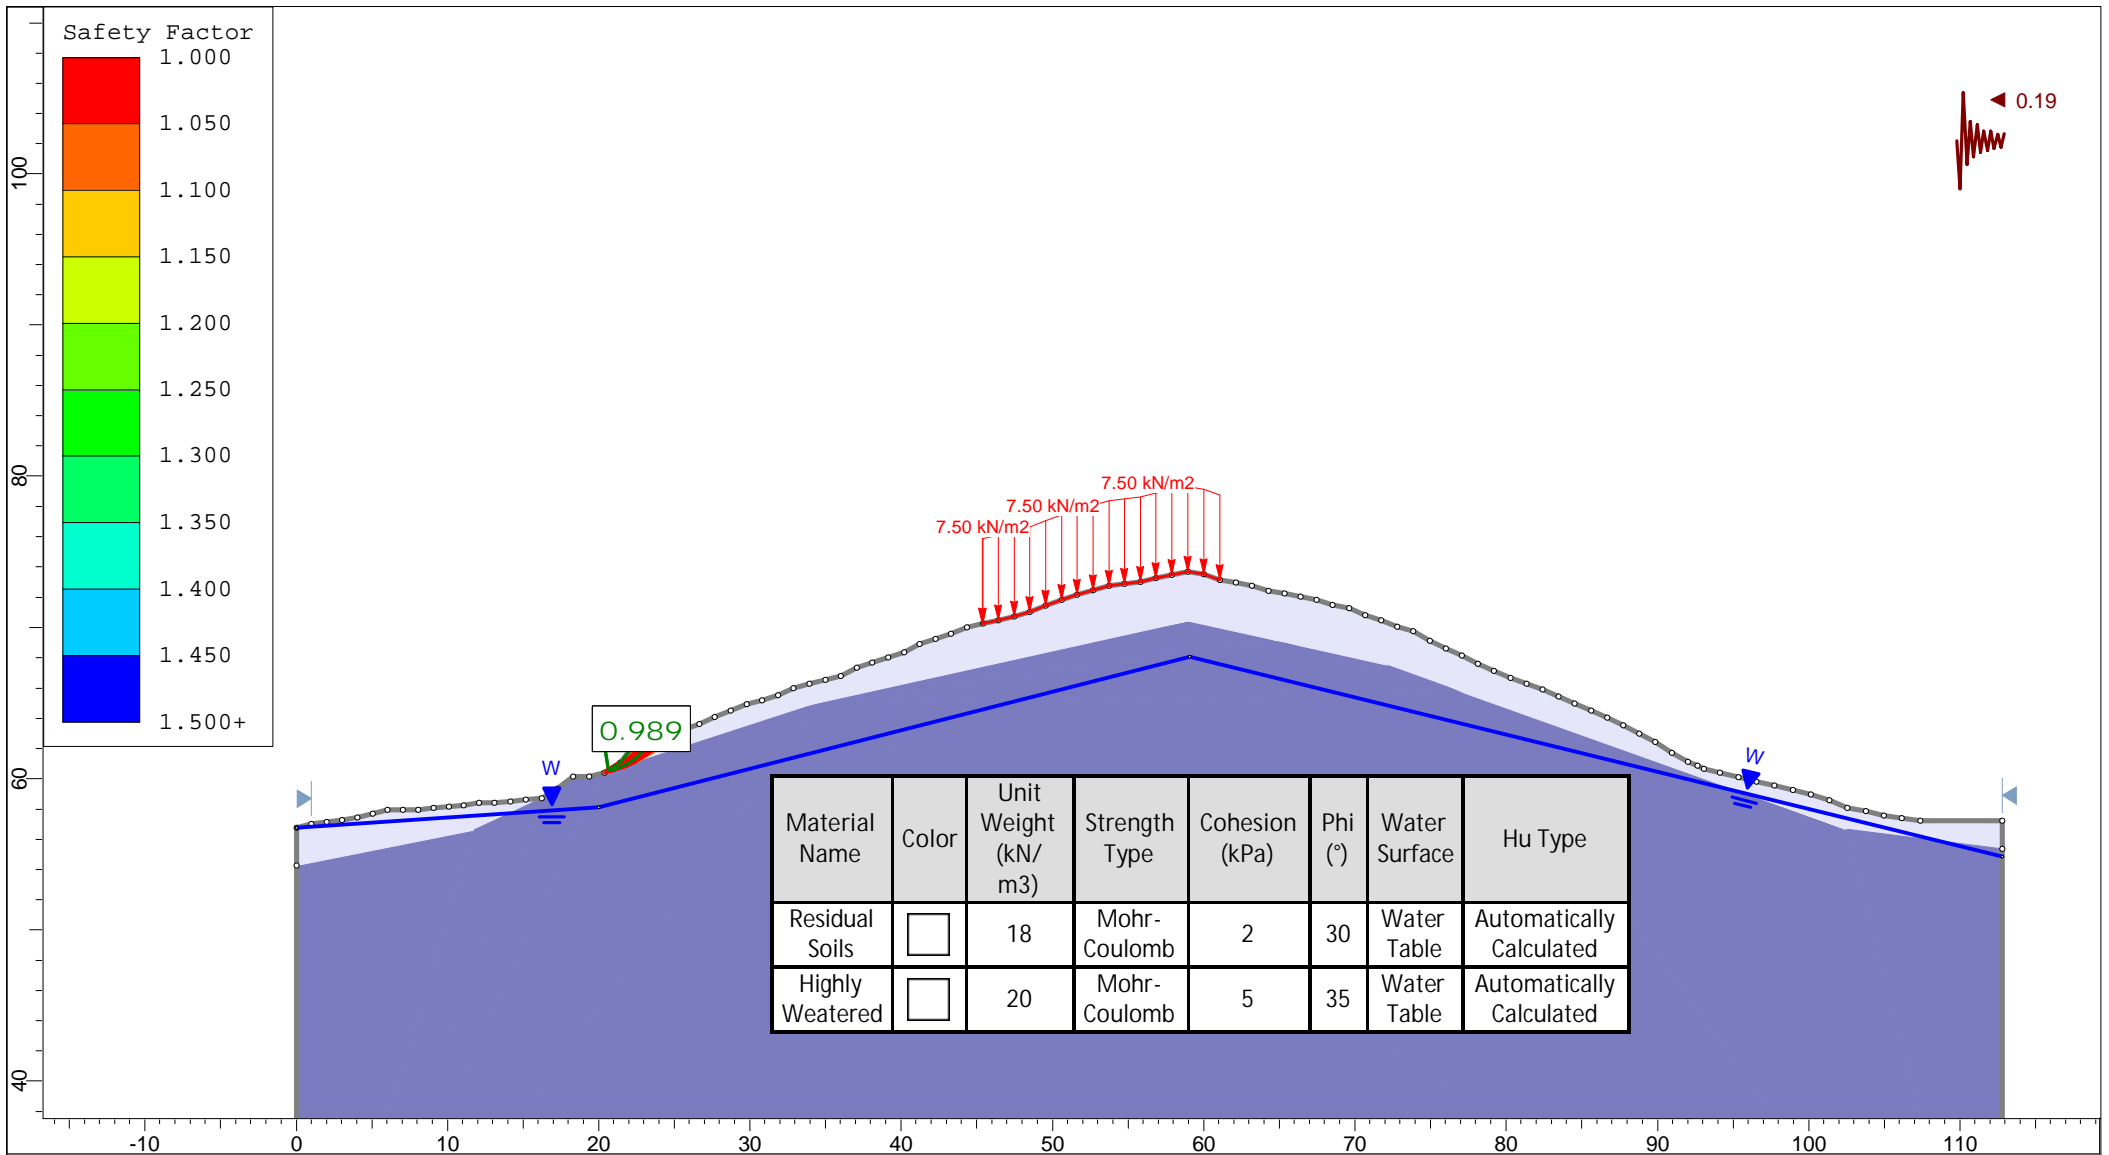 Safety Factor
1.000
1.050
1.100
1.150
1.200
1.250
1.300
1.350
1.400
1.450
1.500+
0.19
100
80
60
40
7.50 kN/m2
7.50 kN/m2
7.50 kN/m2
0.989
W
W
Material
Name
Color
Unit
Weight
(kN/
m3)
Strength
Type
Cohesion
(kPa)
Phi
(°)
Water
Surface
Hu Type
Residual
Soils
18
Mohr-
Coulomb
2
30
Water
Table
Automatically
Calculated
Highly
Weatered
20
Mohr-
Coulomb
5
35
Water
Table
Automatically
Calculated
-10 0 10 20 30 40 50 60 70 80 90 100 110